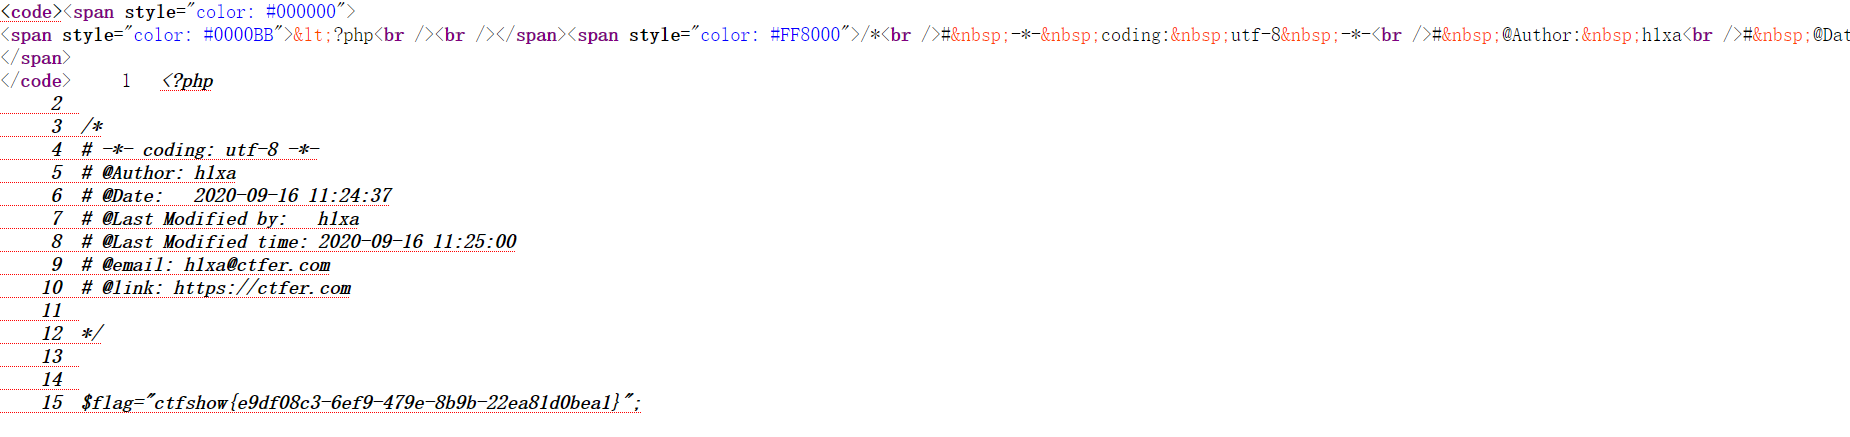 <code><span style="color: #000000">
<span style="color: #0000BB">&lt;?php<br /><br /></span><span style="color: #FF8000">/*<br />#&nbsp;-*-&nbsp;coding:&nbsp;utf-8&nbsp;-*-<br />#&nbsp;@Author:&nbsp;h1xa<br />#&nbsp;@Dat
</span>
</code>     1  <?php
2
3  /*
4  # -*- coding: utf-8 -*-
5  # @Author: h1xa
6  # @Date:   2020-09-16 11:24:37
7  # @Last Modified by:   h1xa
8  # @Last Modified time: 2020-09-16 11:25:00
9  # @email: h1xa@ctfer.com
10  # @link: https://ctfer.com
11
12  */
13
14
15  $flag="ctfshow{e9df08c3-6ef9-479e-8b9b-22ea81d0bea1}";